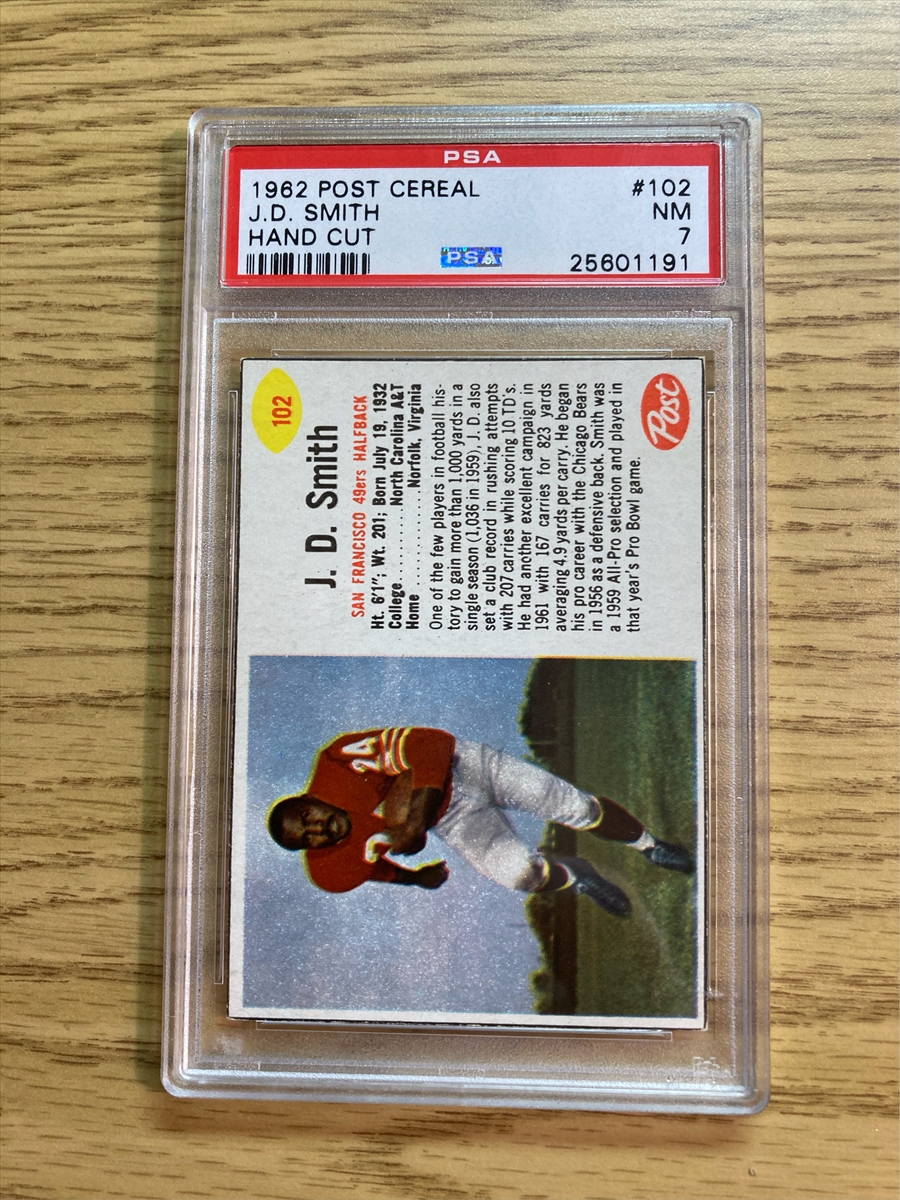 PSA
1962 POST CEREAL #102
J.D. SMITH NM
HAND CUT 7
PSA 25601191
102
J. D. Smith
SAN FRANCISCO 49ers HALFBACK
Ht. 6'1"; Wt. 201; Born July 19, 1932
College........ North Carolina A&T
Home ............ Norfolk, Virginia
One of the few players in football his-
tory to gain more than 1,000 yards in a
single season (1,036 in 1959), J. D. also
set a club record in rushing attempts
with 207 carries while scoring 10 TD's.
He had another excellent campaign in
1961 with 167 carries for 823 yards
averaging 4.9 yards per carry. He began
his pro career with the Chicago Bears
in 1956 as a defensive back. Smith was
a 1959 All-Pro selection and played in
that year's Pro Bowl game.
Post
24